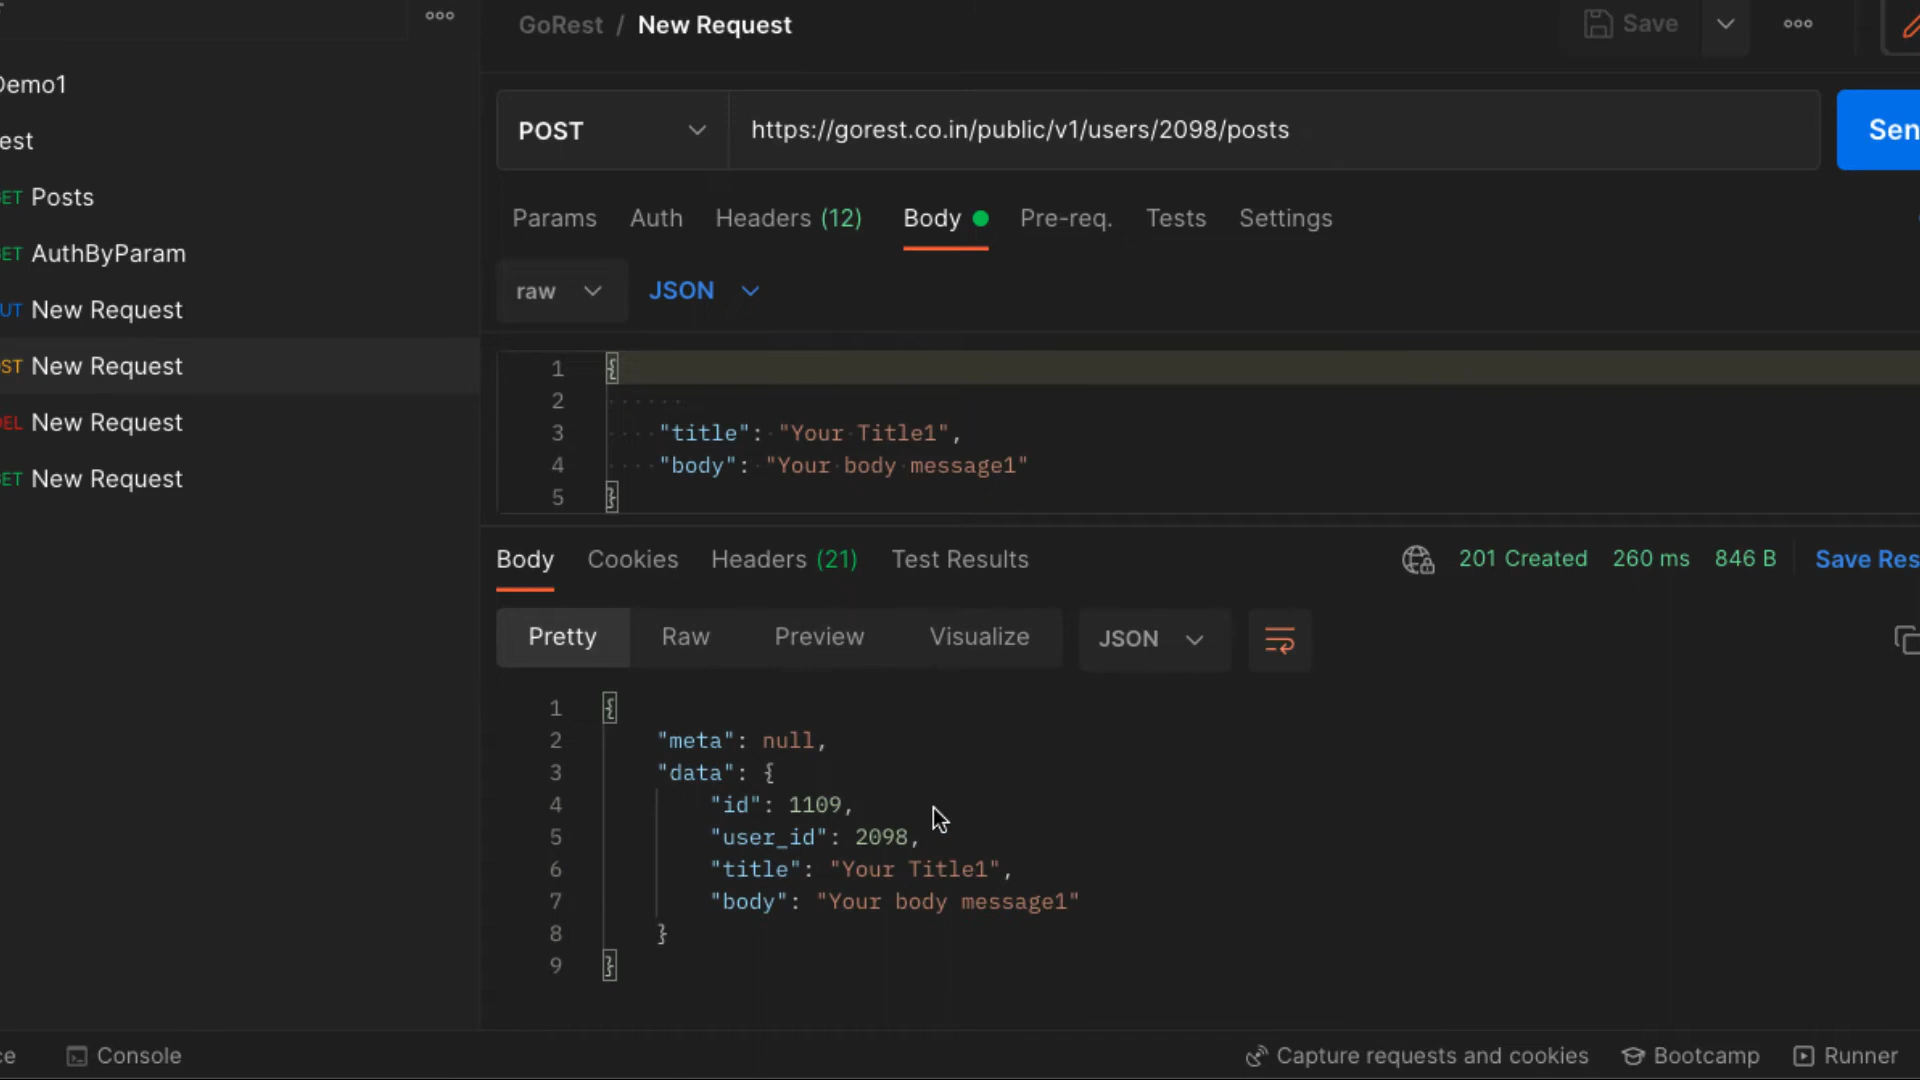 GoRest / New Request
Save
Demo1
est
POST
https://gorest.co.in/public/v1/users/2098/posts
Sen
ET Posts
ET AuthByParam
UT New Request
ST New Request
DEL New Request
ET New Request
Params Auth Headers (12) Body Pre-req. Tests Settings
raw JSON
1 {
2
3 "title": "Your Title1",
4 "body": "Your body message1"
5 }
Body Cookies Headers (21) Test Results 201 Created 260 ms 846 B Save Res
Pretty Raw Preview Visualize JSON
1 {
2 "meta": null,
3 "data": {
4 "id": 1109,
5 "user_id": 2098,
6 "title": "Your Title1",
7 "body": "Your body message1"
8 }
9 }
ce Console Capture requests and cookies Bootcamp Runner